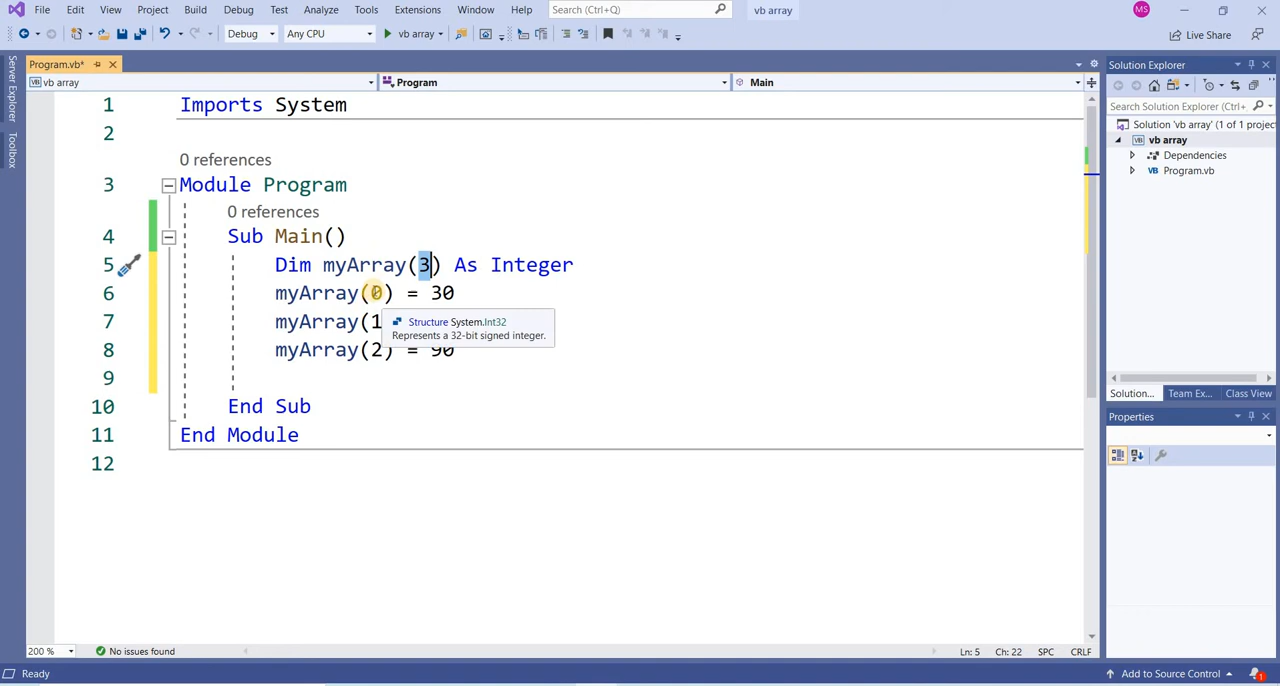 File Edit View Project Build Debug Test Analyze Tools Extensions Window Help Search (Ctrl+Q) vb array MS
Debug Any CPU vb array Live Share
Program.vb*
vb array Program Main
Server Explorer
Toolbox
1 Imports System
2
0 references
3 Module Program
0 references
4 Sub Main()
5 Dim myArray(3) As Integer
6 myArray(0) = 30
7 myArray(1
Structure System.Int32
Represents a 32-bit signed integer.
8 myArray(2) = 90
9
10 End Sub
11 End Module
12
200 % No issues found Ln: 5 Ch: 22 SPC CRLF
Solution Explorer
Search Solution Explorer (Ctrl+
Solution 'vb array' (1 of 1 project
vb array
Dependencies
VB Program.vb
Solution... Team Ex... Class View
Properties
Ready Add to Source Control 1